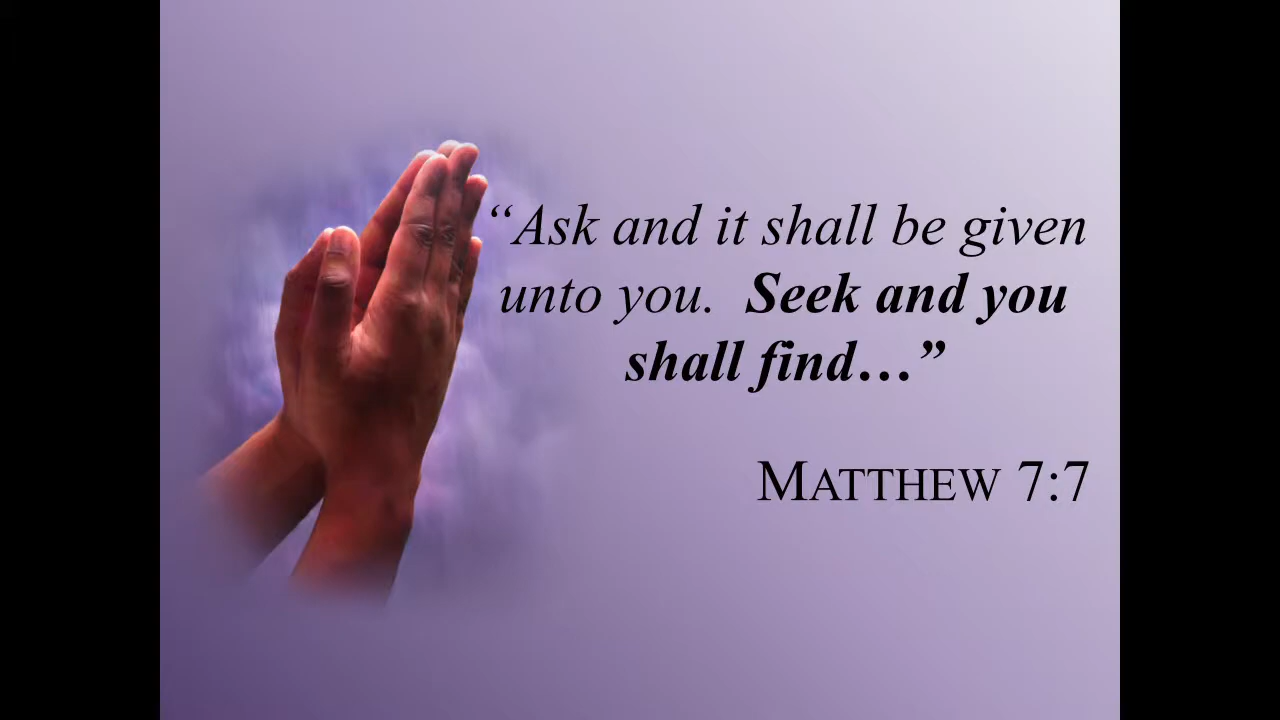 “Ask and it shall be given
unto you.  Seek and you
shall find…”
MATTHEW 7:7